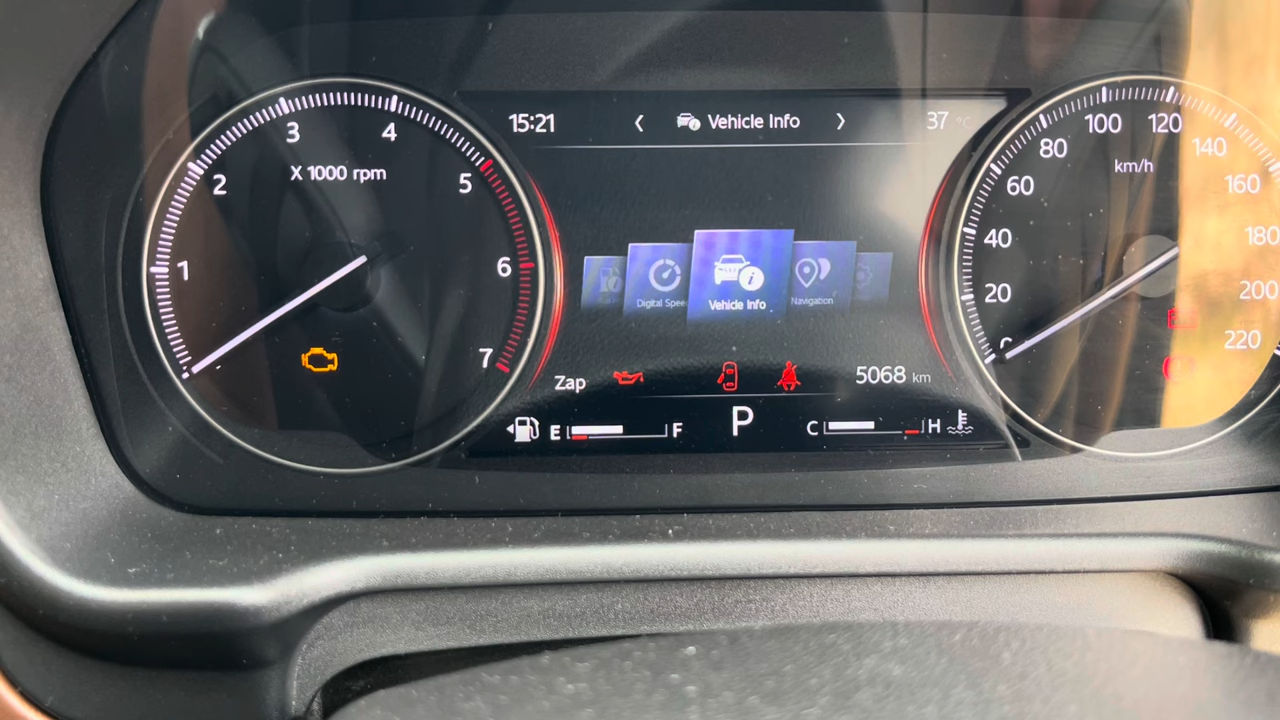 15:21
Vehicle Info
37 °C
1
2
3
4
5
6
7
X 1000 rpm
Digital Spee
Vehicle Info
Navigation
Zap
5068 km
E
F
P
C
H
20
40
60
80
100
120
140
160
180
200
220
km/h